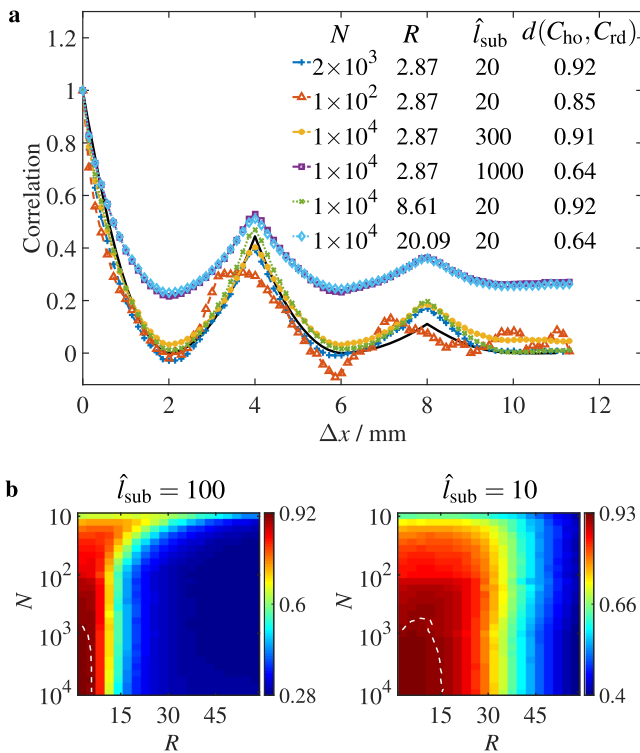 a
N R l̂sub d(Cho, Crd)
2×10³ 2.87 20 0.92
1×10² 2.87 20 0.85
1×10⁴ 2.87 300 0.91
1×10⁴ 2.87 1000 0.64
1×10⁴ 8.61 20 0.92
1×10⁴ 20.09 20 0.64
Correlation
1.2
1
0.8
0.6
0.4
0.2
0
0 2 4 6 8 10 12
Δx / mm
b
l̂sub = 100
N
10
10²
10³
10⁴
15 30 45
R
0.92
0.6
0.28
l̂sub = 10
N
10
10²
10³
10⁴
15 30 45
R
0.93
0.66
0.4